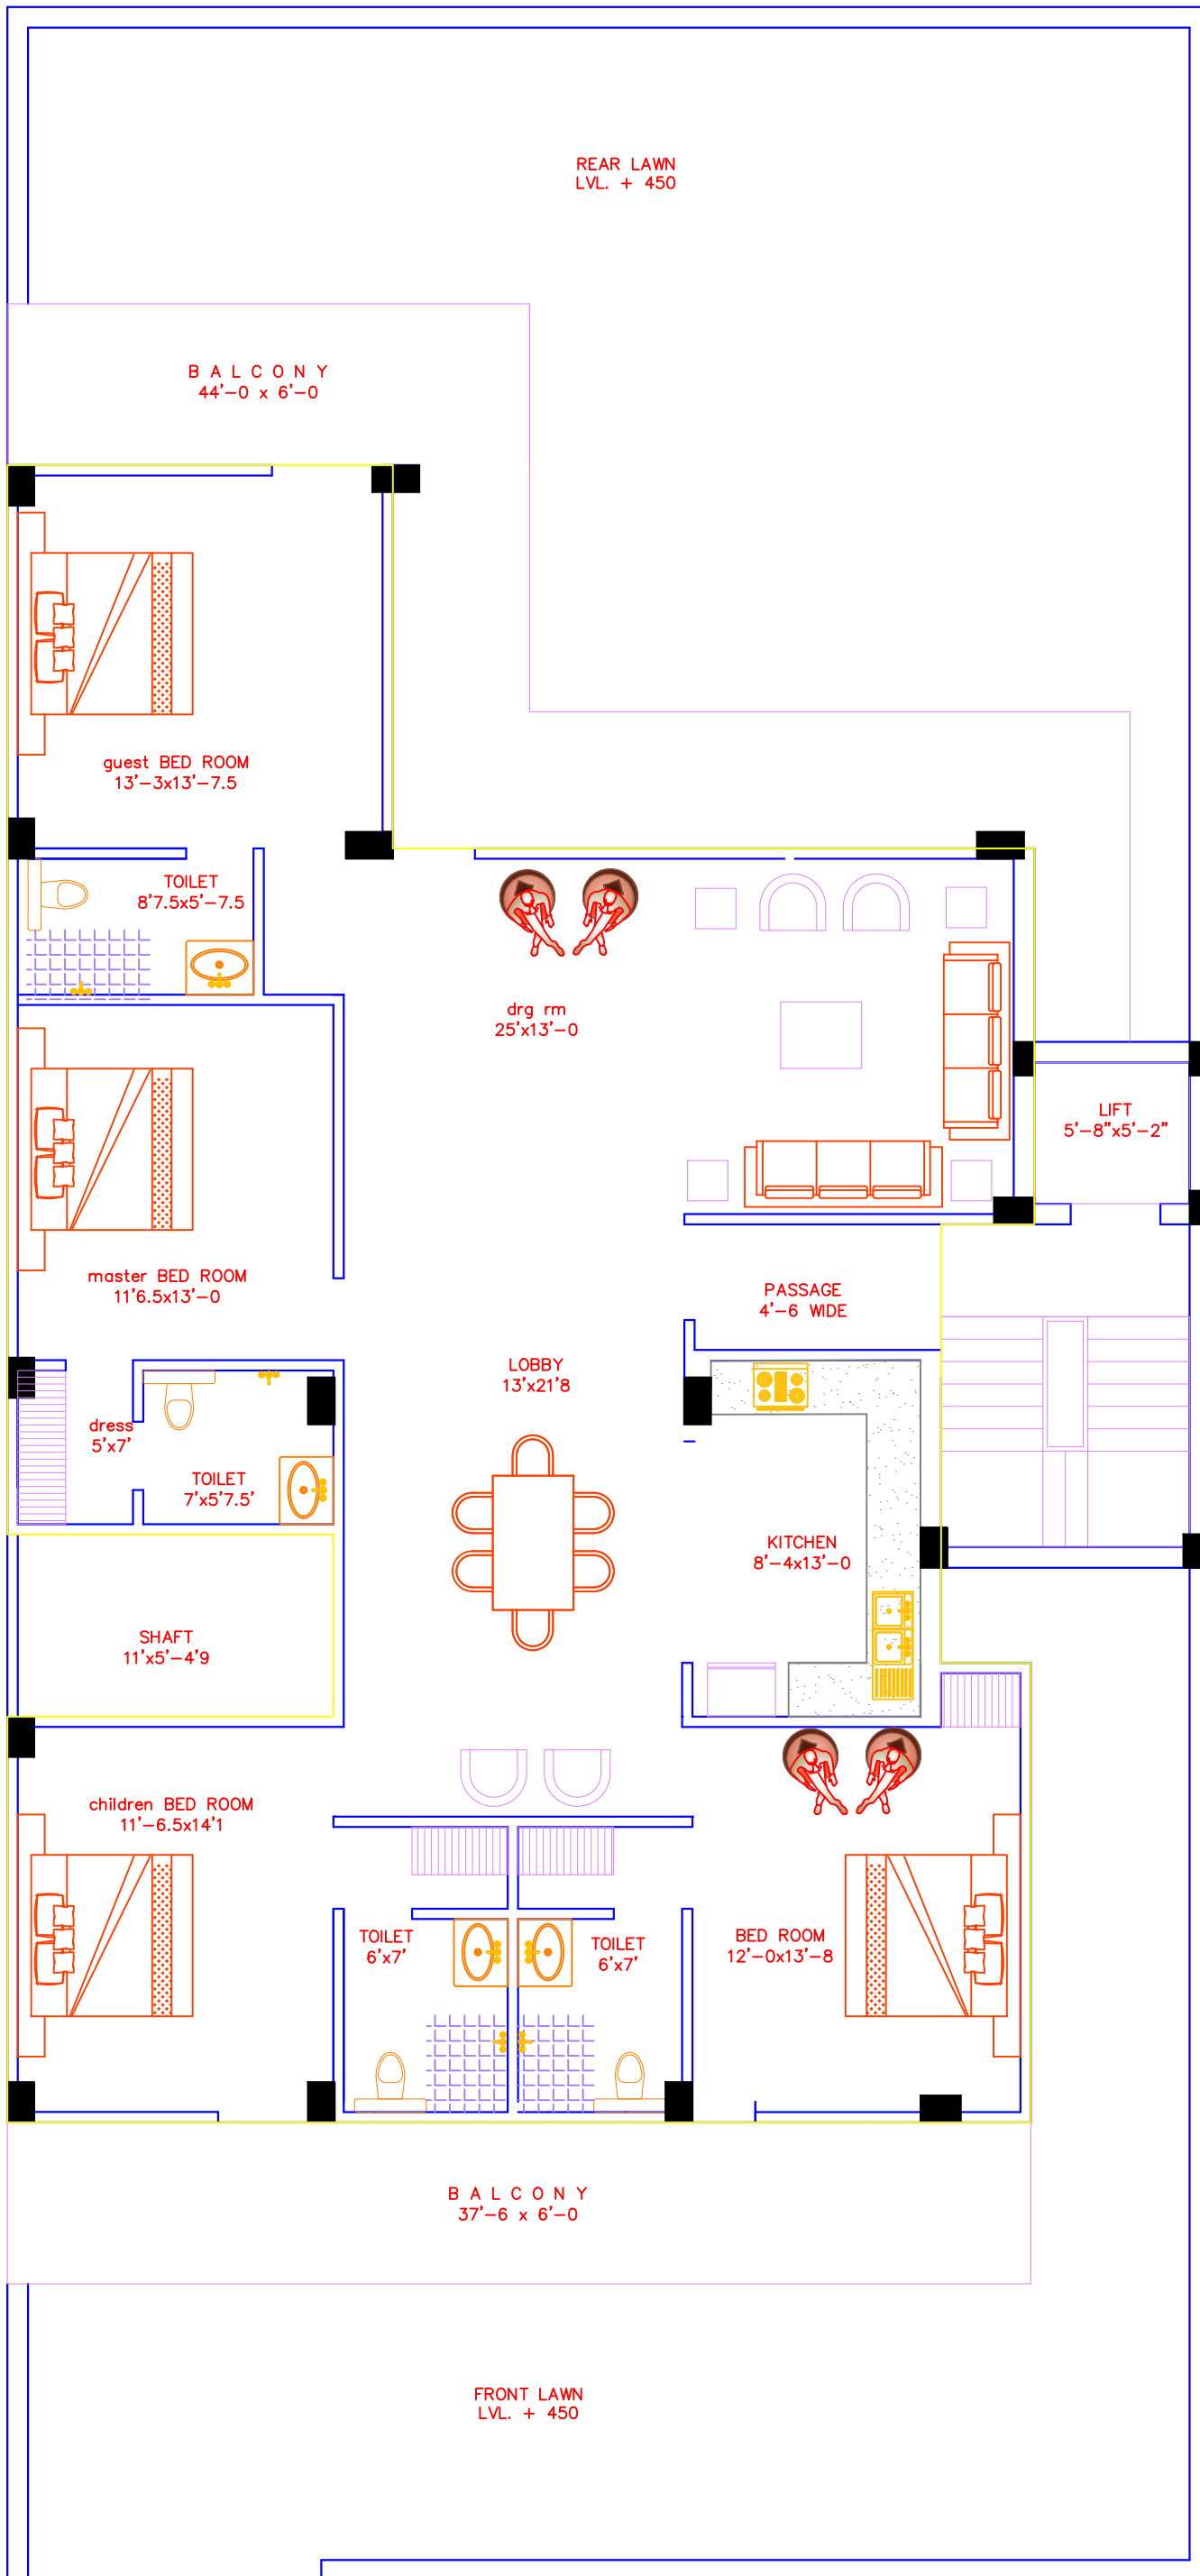 REAR LAWN
LVL. + 450
B A L C O N Y
44'-0 x 6'-0
guest BED ROOM
13'-3x13'-7.5
TOILET
8'7.5x5'-7.5
drg rm
25'x13'-0
LIFT
5'-8"x5'-2"
master BED ROOM
11'6.5x13'-0
PASSAGE
4'-6 WIDE
LOBBY
13'x21'8
dress
5'x7'
TOILET
7'x5'7.5'
KITCHEN
8'-4x13'-0
SHAFT
11'x5'-4'9
children BED ROOM
11'-6.5x14'1
TOILET
6'x7'
TOILET
6'x7'
BED ROOM
12'-0x13'-8
B A L C O N Y
37'-6 x 6'-0
FRONT LAWN
LVL. + 450